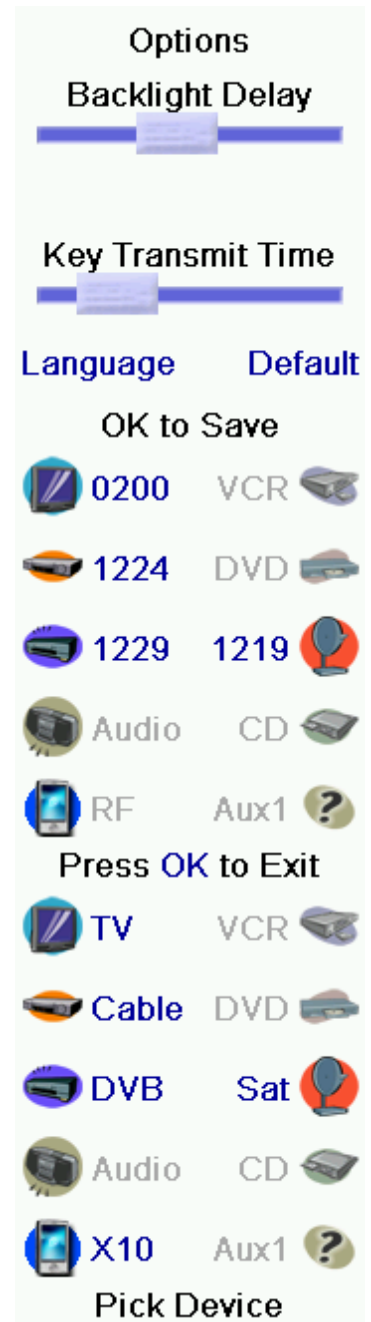 Options
Backlight Delay
Key Transmit Time
Language Default
OK to Save
0200 VCR
1224 DVD
1229 1219
Audio CD
RF Aux1
Press OK to Exit
TV VCR
Cable DVD
DVB Sat
Audio CD
X10 Aux1
Pick Device